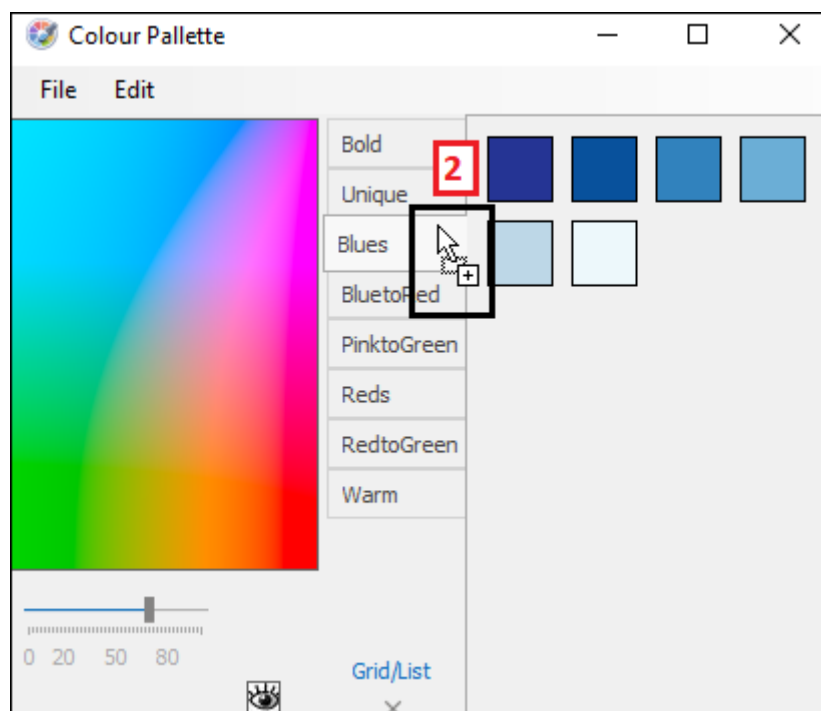 Colour Pallette
File Edit
Bold
2
Unique
Blues
BluetoRed
PinktoGreen
Reds
RedtoGreen
Warm
0 20 50 80
Grid/List